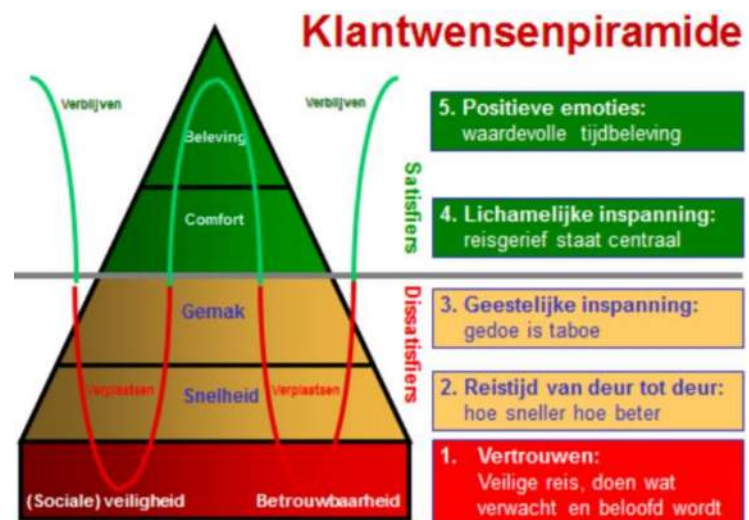 Klantwensenpiramide
Verblijven
Verblijven
Beleving
Comfort
Gemak
Verplaatsen
Snelheid
Verplaatsen
(Sociale) veiligheid
Betrouwbaarheid
Satisfiers
Dissatisfiers
5. Positieve emoties:
waardevolle tijdbeleving
4. Lichamelijke inspanning:
reisgerief staat centraal
3. Geestelijke inspanning:
gedoe is taboe
2. Reistijd van deur tot deur:
hoe sneller hoe beter
1. Vertrouwen:
Veilige reis, doen wat
verwacht en beloofd wordt